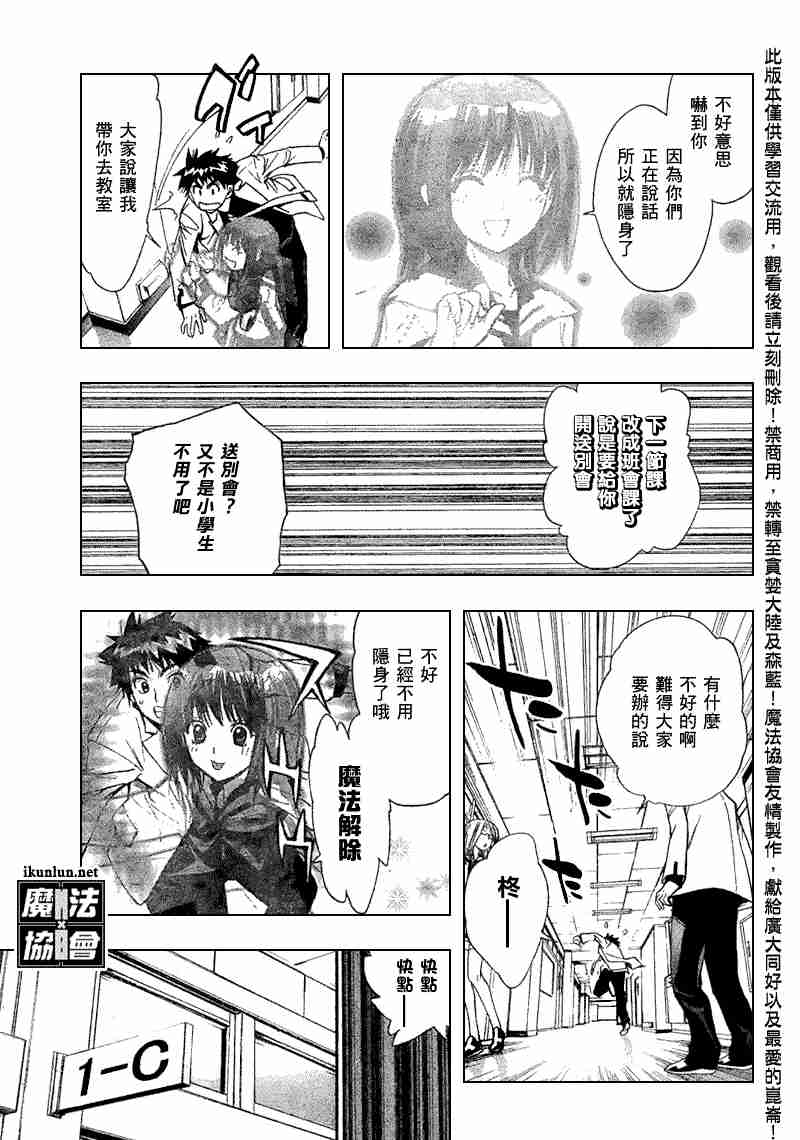 不好意思
嚇到你
因為你們
正在說話
所以就隱身了
大家說讓我
帶你去教室
下一節課
改成班會課了
說是要給你
開送別會
送別會？
又不是小學生
不用了吧
有什麼
不好的啊
難得大家
要辦的說
柊—
不好
已經不用
隱身了哦
魔法解除
快點
快點—
1-C
ikunlun.net
魔法
協會
此版本僅供學習交流用，觀看後請立刻刪除！禁商用，禁轉至貪婪大陸及森藍！魔法協會友情製作，獻給廣大同好以及最愛的崑崙！